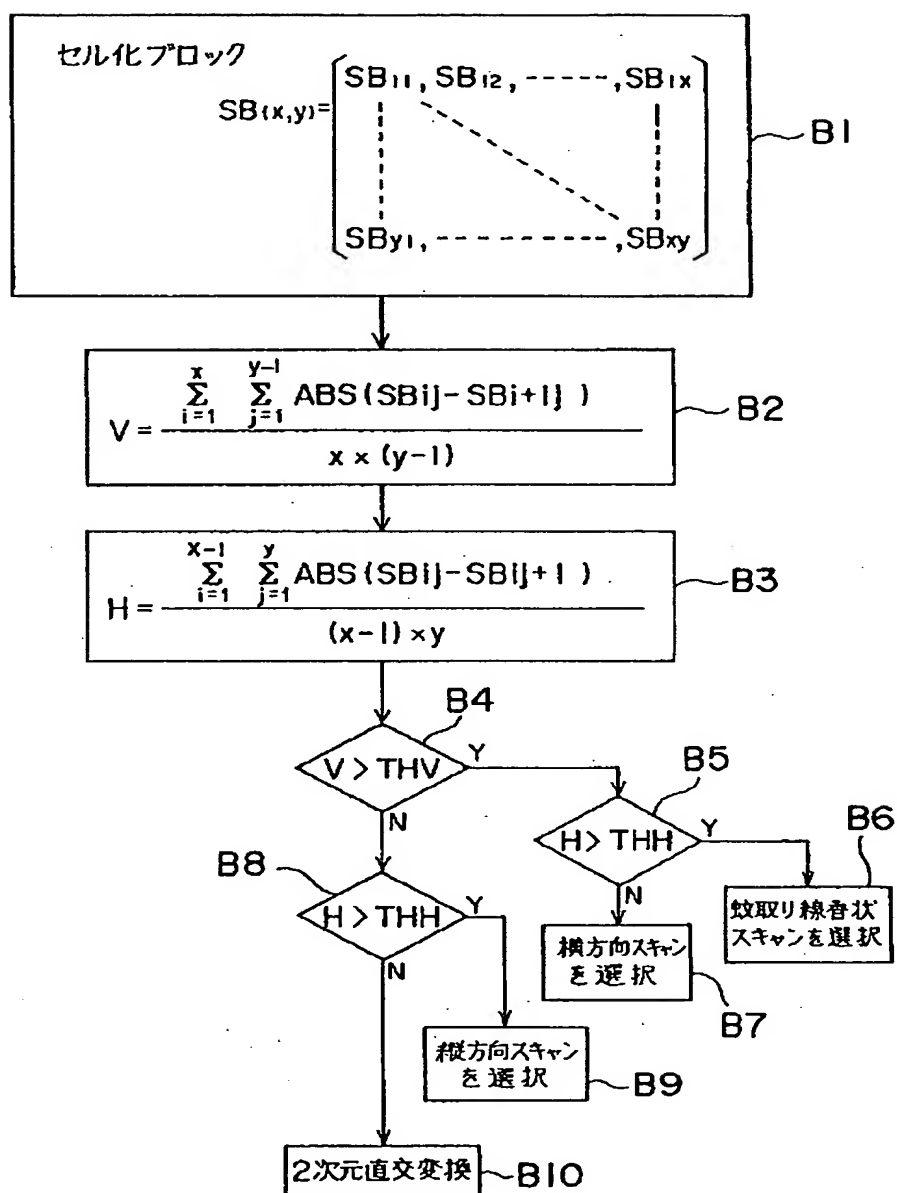 セル化ブロック
SB(x,y)=
SB11, SB12, -----, SB1x
SBy1, ----------, SBxy
B1
V= x Σ i=1 y-1 Σ j=1 ABS(SBij-SBi+1j) x × (y-1)
B2
H= x-1 Σ i=1 y Σ j=1 ABS(SBij-SBij+1) (x-1) × y
B3
B4
V > THV
Y
N
B5
H > THH
Y
N
B6
蚊取り線香状
スキャンを選択
B8
H > THH
Y
N
横方向スキャン
を選択
B7
縦方向スキャン
を選択
B9
2次元直交変換
B10